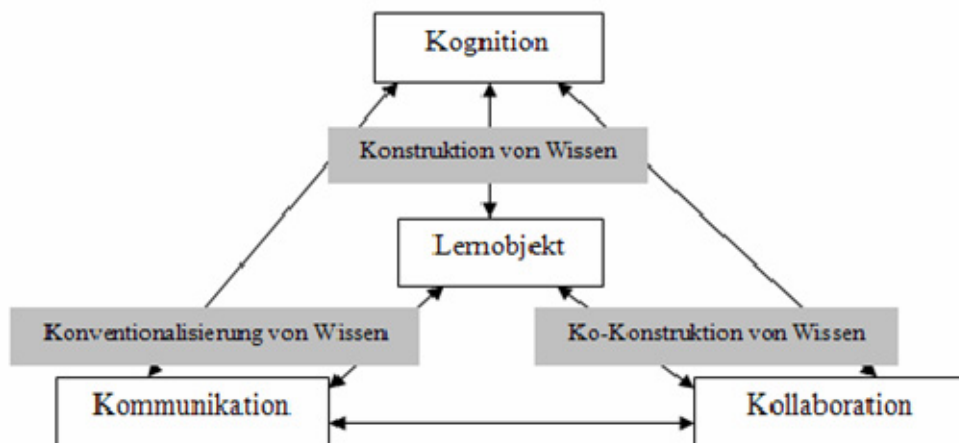 Kognition
Konstruktion von Wissen
Lernobjekt
Konventionalisierung von Wissen
Ko-Konstruktion von Wissen
Kommunikation
Kollaboration